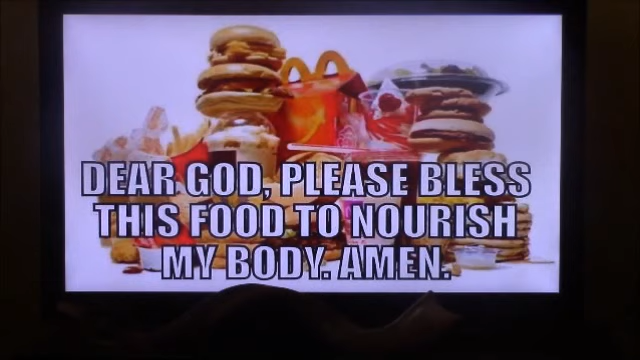 DEAR GOD, PLEASE BLESS
THIS FOOD TO NOURISH
MY BODY. AMEN.